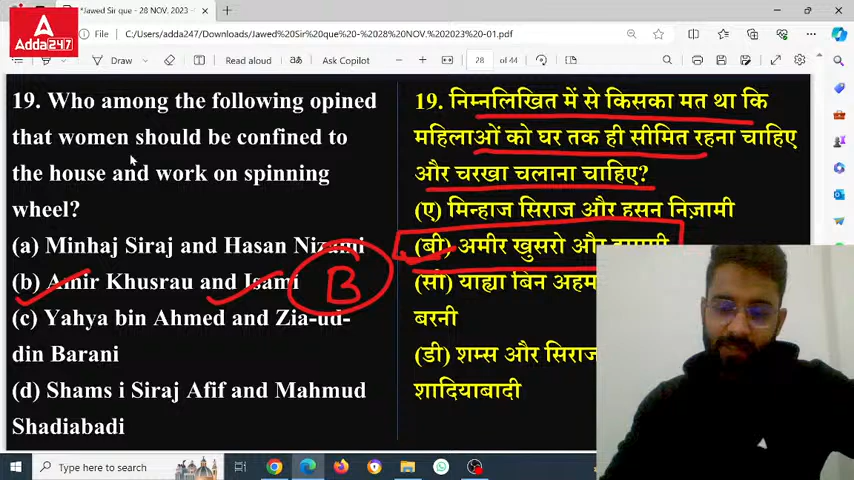 *Jawed Sir que - 28 NOV. 2023 -
Adda247
File
C:/Users/adda247/Downloads/Jawed%20Sir%20que%20-%2028%20NOV.%202023%20-01.pdf
Draw
Read aloud
Ask Copilot
28
of 44
19. Who among the following opined
that women should be confined to
the house and work on spinning
wheel?
(a) Minhaj Siraj and Hasan Nizami
(b) Amir Khusrau and Isami
(c) Yahya bin Ahmed and Zia-ud-
din Barani
(d) Shams i Siraj Afif and Mahmud
Shadiabadi
B
19. निम्नलिखित में से किसका मत था कि
महिलाओं को घर तक ही सीमित रहना चाहिए
और चरखा चलाना चाहिए?
(ए) मिन्हाज सिराज और हसन निज़ामी
(बी) अमीर खुसरो और इसामी
(सी) याह्या बिन अहम
बरनी
(डी) शम्स और सिराज
शादियाबादी
Type here to search